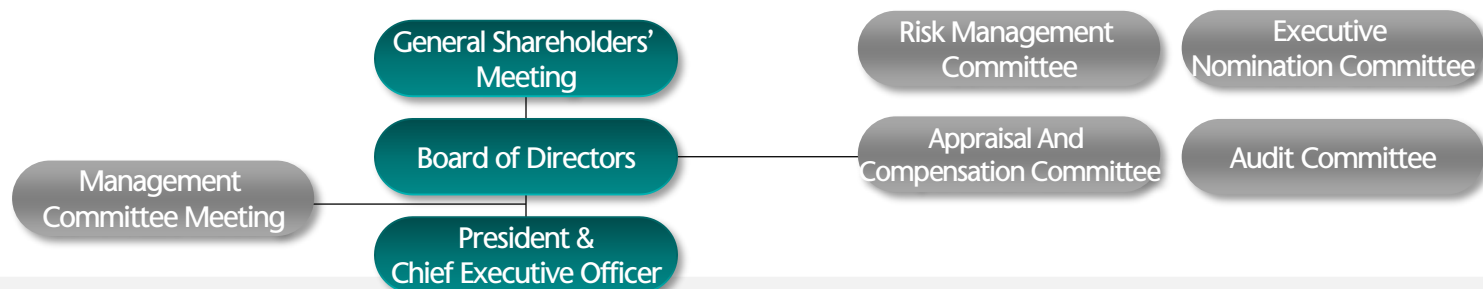 General Shareholders’
Meeting
Risk Management
Committee
Executive
Nomination Committee
Board of Directors
Appraisal And
Compensation Committee
Audit Committee
Management
Committee Meeting
President &
Chief Executive Officer